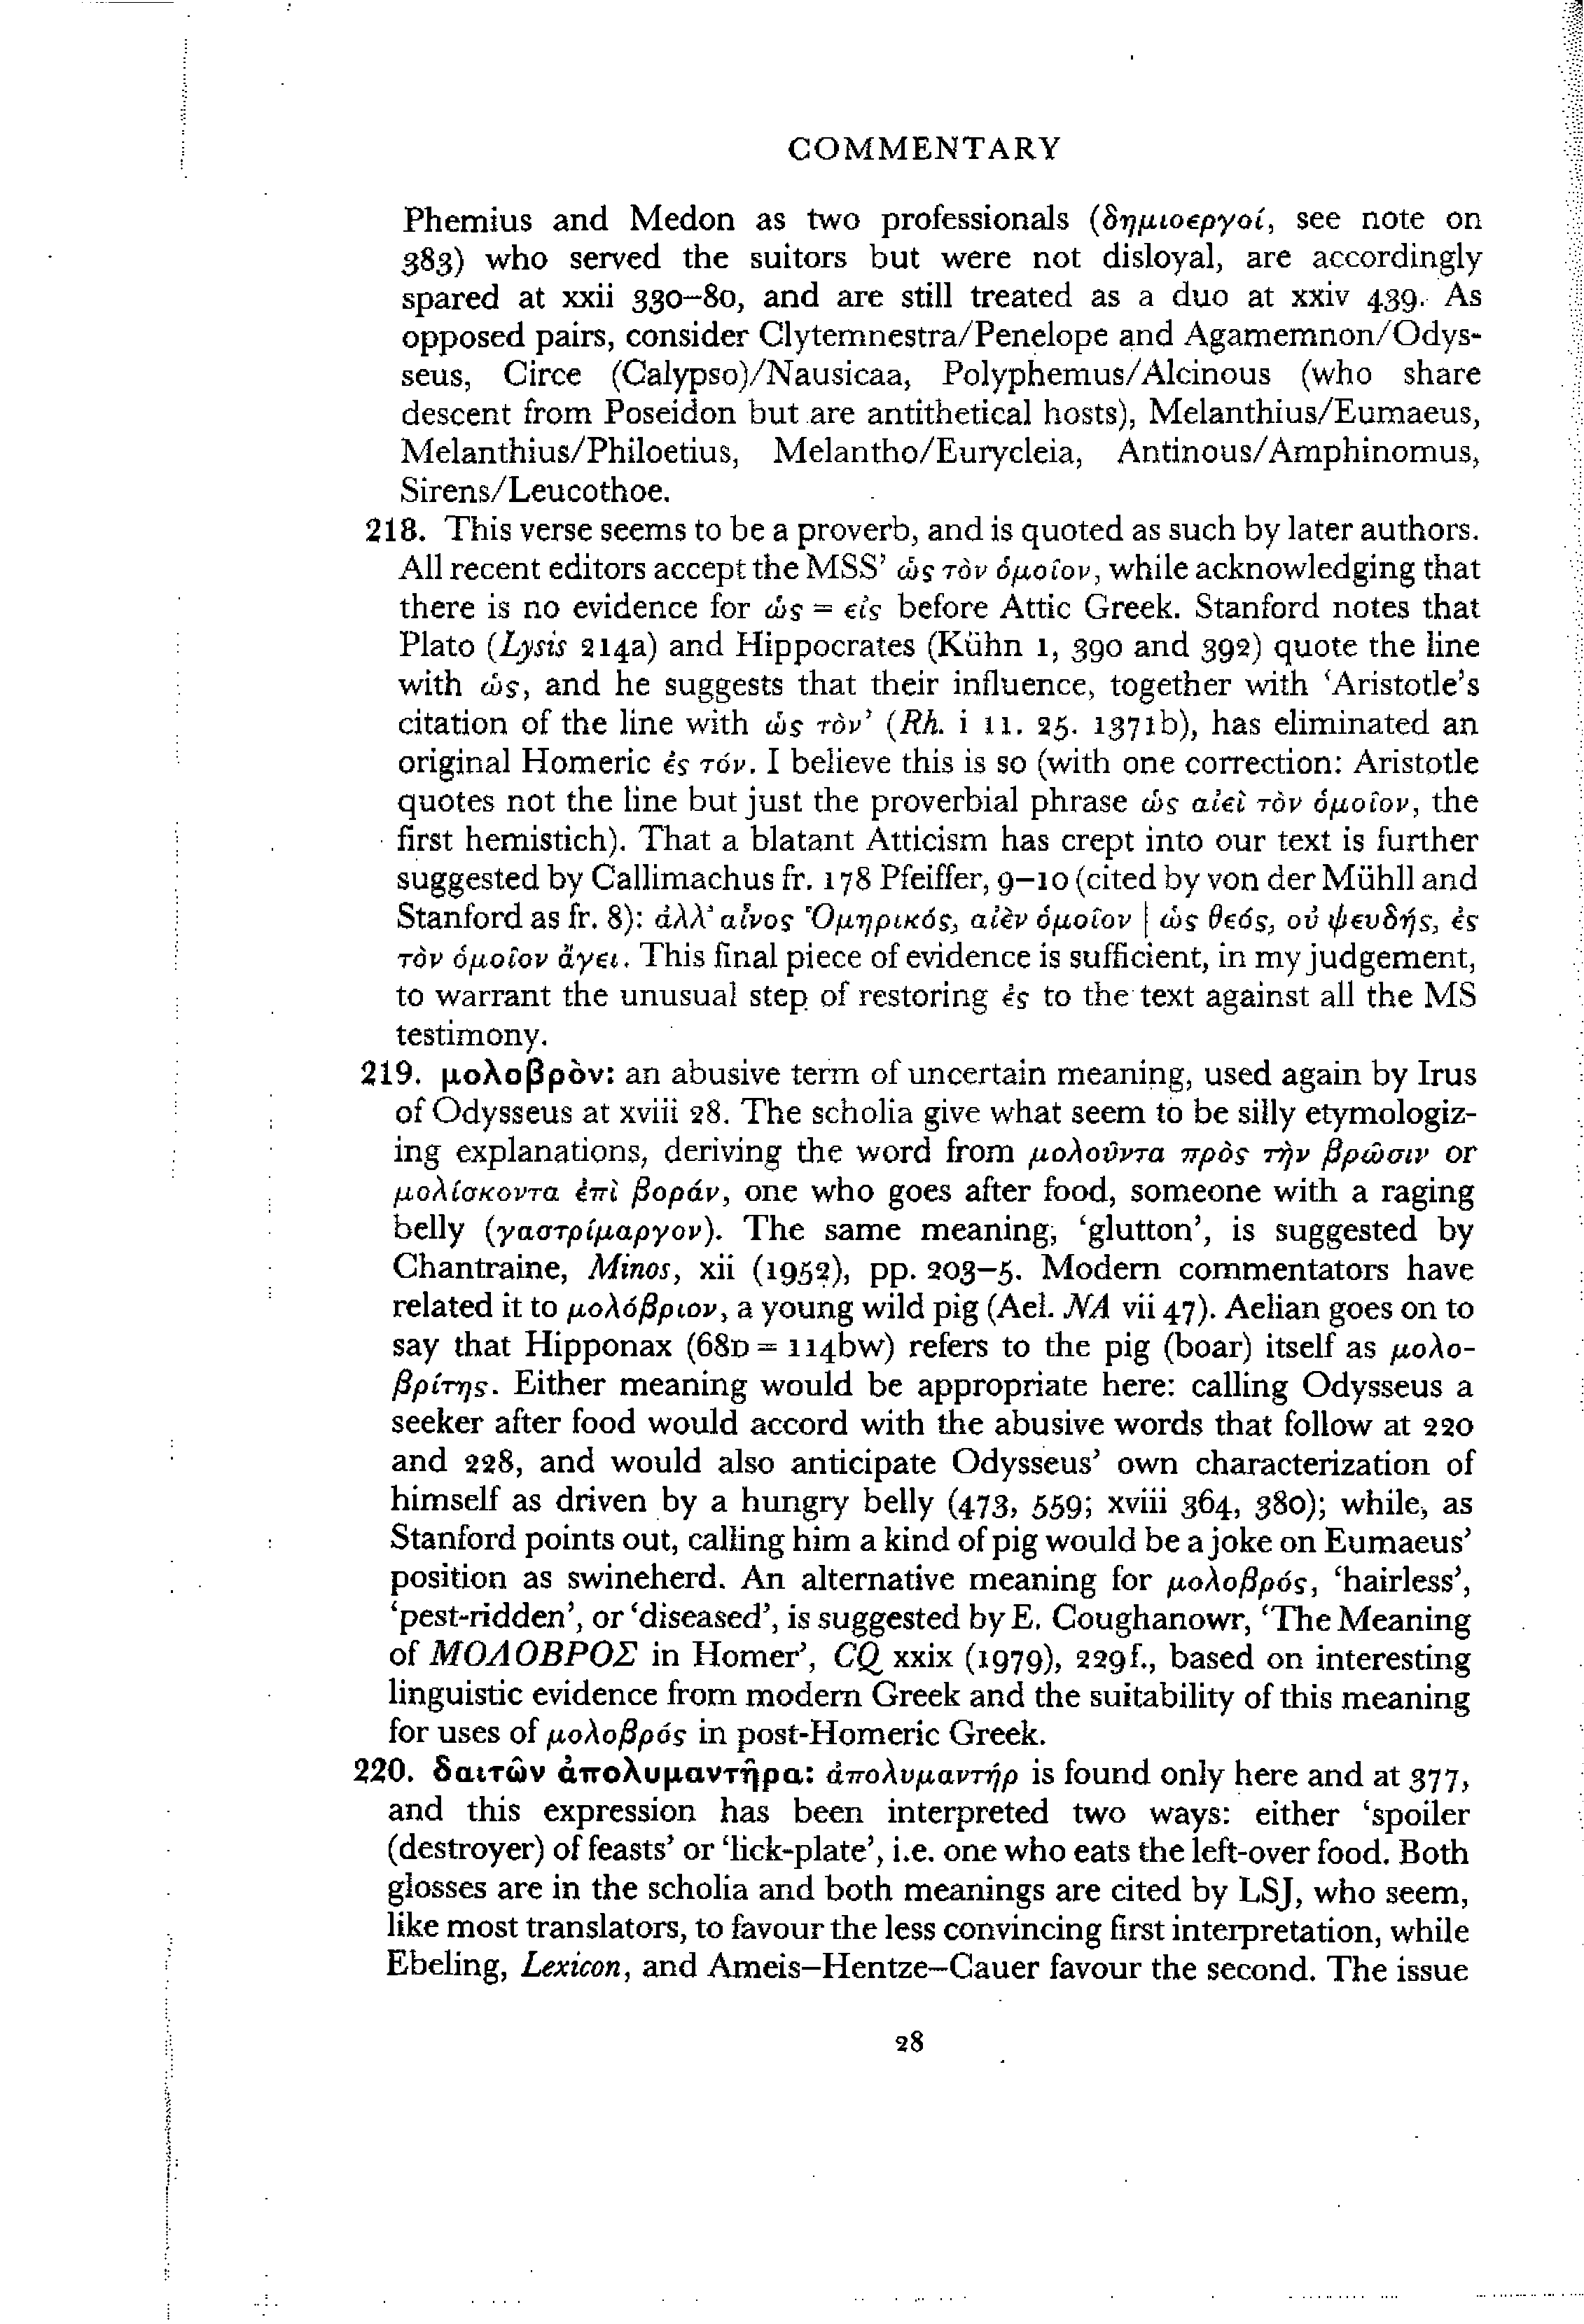 COMMENTARY
Phemius and Medon as two professionals (δημιοεργοί, see note on
383) who served the suitors but were not disloyal, are accordingly
spared at xxii 330–80, and are still treated as a duo at xxiv 439. As
opposed pairs, consider Clytemnestra/Penelope and Agamemnon/Odys-
seus, Circe (Calypso)/Nausicaa, Polyphemus/Alcinous (who share
descent from Poseidon but are antithetical hosts), Melanthius/Eumaeus,
Melanthius/Philoetius, Melantho/Eurycleia, Antinous/Amphinomus,
Sirens/Leucothoe.
218. This verse seems to be a proverb, and is quoted as such by later authors.
All recent editors accept the MSS’ ὡς τὸν ὁμοῖον, while acknowledging that
there is no evidence for ὡς = εἰς before Attic Greek. Stanford notes that
Plato (Lysis 214a) and Hippocrates (Kühn 1, 390 and 392) quote the line
with ὡς, and he suggests that their influence, together with ‘Aristotle’s
citation of the line with ὡς τὸν’ (Rh. i 11. 25. 1371b), has eliminated an
original Homeric ἐς τόν. I believe this is so (with one correction: Aristotle
quotes not the line but just the proverbial phrase ὡς αἰεὶ τὸν ὁμοῖον, the
first hemistich). That a blatant Atticism has crept into our text is further
suggested by Callimachus fr. 178 Pfeiffer, 9–10 (cited by von der Mühll and
Stanford as fr. 8): ἀλλ’ αἶνος Ὁμηρικός, αἰὲν ὁμοῖον | ὡς θεός, οὐ ψευδής, ἐς
τὸν ὁμοῖον ἄγει. This final piece of evidence is sufficient, in my judgement,
to warrant the unusual step of restoring ἐς to the text against all the MS
testimony.
219. μολοβρὸν: an abusive term of uncertain meaning, used again by Irus
of Odysseus at xviii 28. The scholia give what seem to be silly etymologiz-
ing explanations, deriving the word from μολοῦντα πρὸς τὴν βρῶσιν or
μολίσκοντα ἐπὶ βοράν, one who goes after food, someone with a raging
belly (γαστρίμαργον). The same meaning, ‘glutton’, is suggested by
Chantraine, Minos, xii (1952), pp. 203–5. Modern commentators have
related it to μολόβριον, a young wild pig (Ael. NA vii 47). Aelian goes on to
say that Hipponax (68D = 114bW) refers to the pig (boar) itself as μολο-
βρίτης. Either meaning would be appropriate here: calling Odysseus a
seeker after food would accord with the abusive words that follow at 220
and 228, and would also anticipate Odysseus’ own characterization of
himself as driven by a hungry belly (473, 559; xviii 364, 380); while, as
Stanford points out, calling him a kind of pig would be a joke on Eumaeus’
position as swineherd. An alternative meaning for μολοβρός, ‘hairless’,
‘pest-ridden’, or ‘diseased’, is suggested by E. Coughanowr, ‘The Meaning
of ΜΟΛΟΒΡΟΣ in Homer’, CQ xxix (1979), 229f., based on interesting
linguistic evidence from modern Greek and the suitability of this meaning
for uses of μολοβρός in post-Homeric Greek.
220. δαιτῶν ἀπολυμαντῆρα: ἀπολυμαντήρ is found only here and at 377,
and this expression has been interpreted two ways: either ‘spoiler
(destroyer) of feasts’ or ‘lick-plate’, i.e. one who eats the left-over food. Both
glosses are in the scholia and both meanings are cited by LSJ, who seem,
like most translators, to favour the less convincing first interpretation, while
Ebeling, Lexicon, and Ameis–Hentze–Cauer favour the second. The issue
28